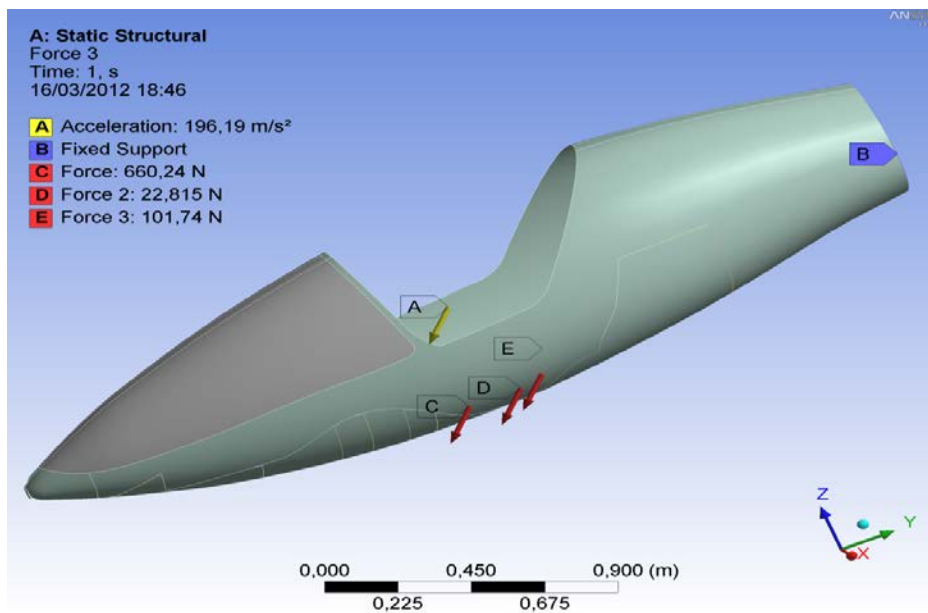 A: Static Structural
Force 3
Time: 1, s
16/03/2012 18:46
A Acceleration: 196,19 m/s²
B Fixed Support
C Force: 660,24 N
D Force 2: 22,815 N
E Force 3: 101,74 N
B
A
E
D
C
Z
Y
X
0,000 0,450 0,900 (m)
0,225 0,675